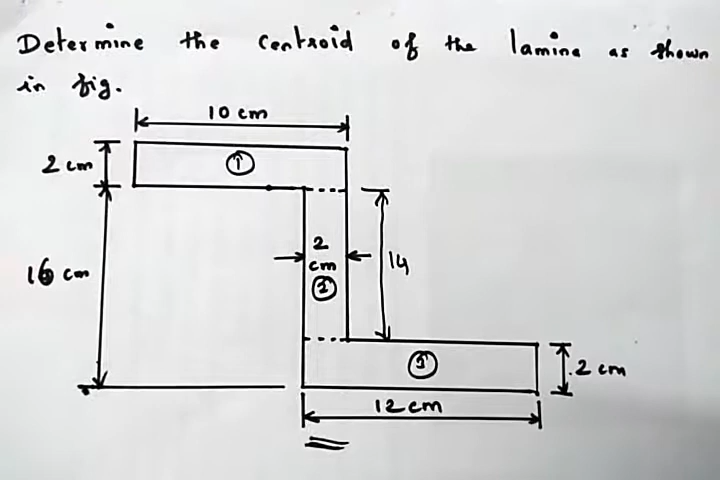 Determine the centroid of the lamina as shown
in fig.
10 cm
2 cm
①
2
cm
②
14
16 cm
③
2 cm
12 cm